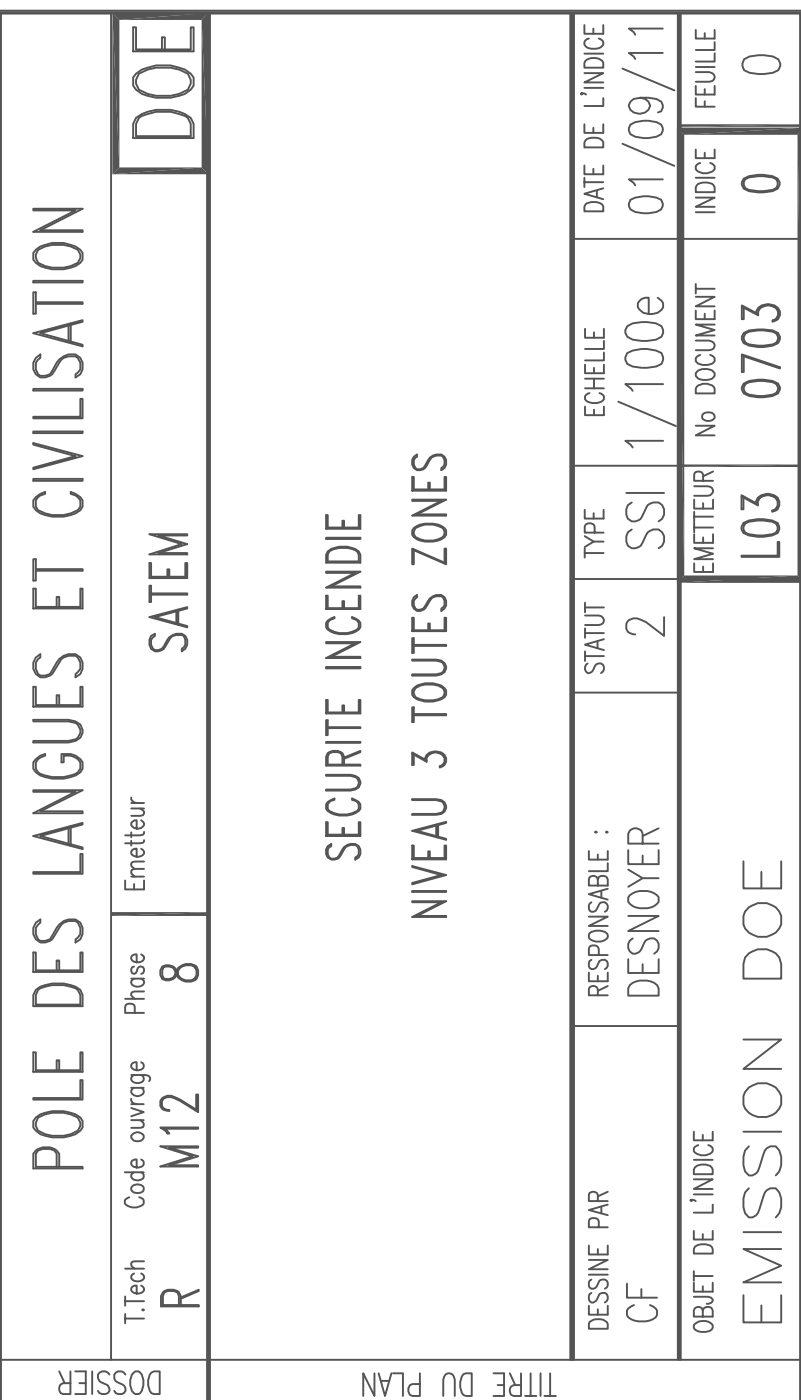 DOSSIER
POLE DES LANGUES ET CIVILISATION
T.Tech Code ouvrage Phase Emetteur
R M12 8 SATEM DOE
TITRE DU PLAN
SECURITE INCENDIE
NIVEAU 3 TOUTES ZONES
DESSINE PAR RESPONSABLE : STATUT TYPE ECHELLE DATE DE L'INDICE
CF DESNOYER 2 SSI 1/100e 01/09/11
OBJET DE L'INDICE EMETTEUR No DOCUMENT INDICE FEUILLE
EMISSION DOE L03 0703 0 0